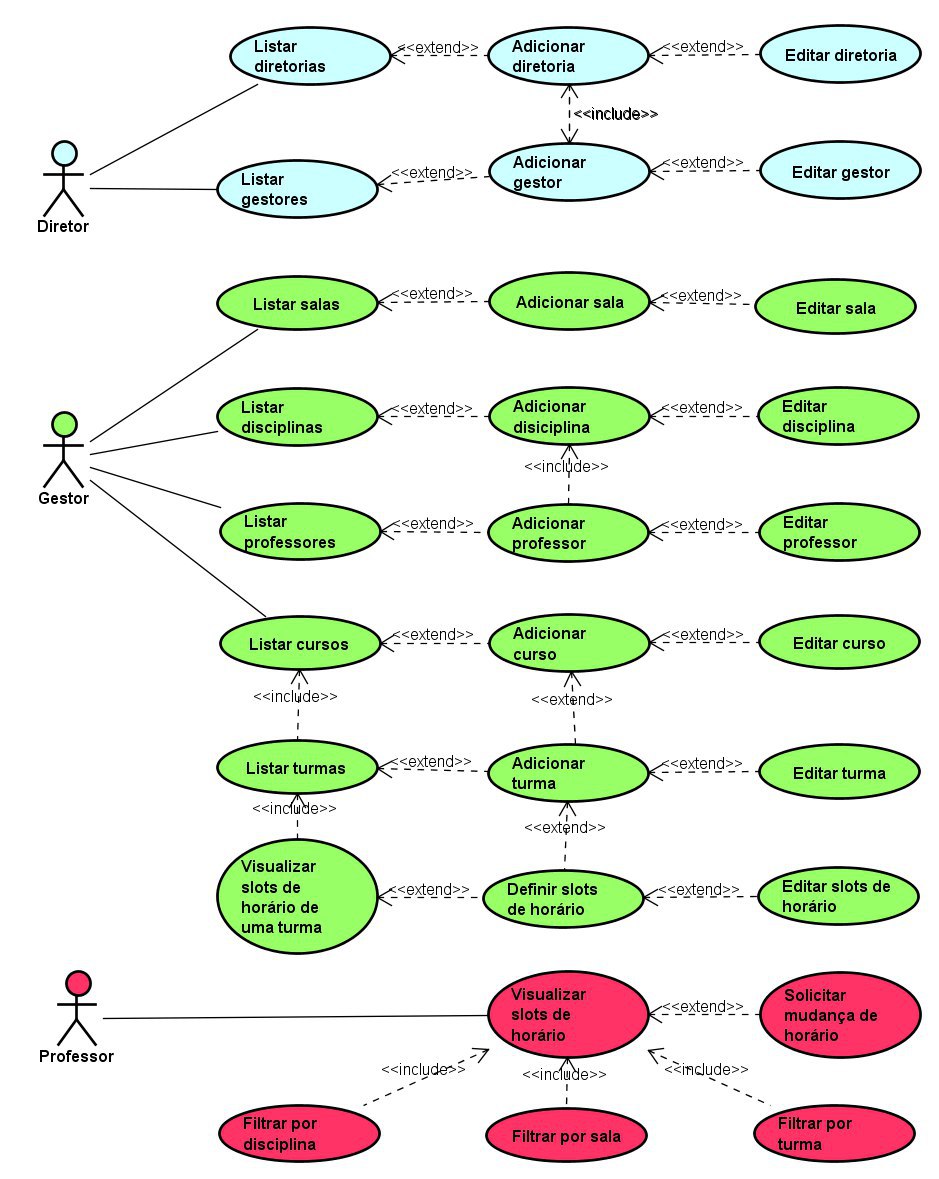 Listar
diretorias
<<extend>>
Adicionar
diretoria
<<extend>>
Editar diretoria
<<include>>
Diretor
Listar
gestores
<<extend>>
Adicionar
gestor
<<extend>>
Editar gestor
Listar salas
<<extend>>
Adicionar sala
<<extend>>
Editar sala
Gestor
Listar
disciplinas
<<extend>>
Adicionar
disiciplina
<<extend>>
Editar
disciplina
<<include>>
Listar
professores
<<extend>>
Adicionar
professor
<<extend>>
Editar
professor
Listar cursos
<<extend>>
Adicionar
curso
<<extend>>
Editar curso
<<include>>
<<extend>>
Listar turmas
<<extend>>
Adicionar
turma
<<extend>>
Editar turma
<<include>>
<<extend>>
Visualizar
slots de
horário de
uma turma
<<extend>>
Definir slots
de horário
<<extend>>
Editar slots de
horário
Professor
Visualizar
slots de
horário
<<extend>>
Solicitar
mudança de
horário
<<include>>
<<include>>
<<include>>
Filtrar por
disciplina
Filtrar por sala
Filtrar por
turma